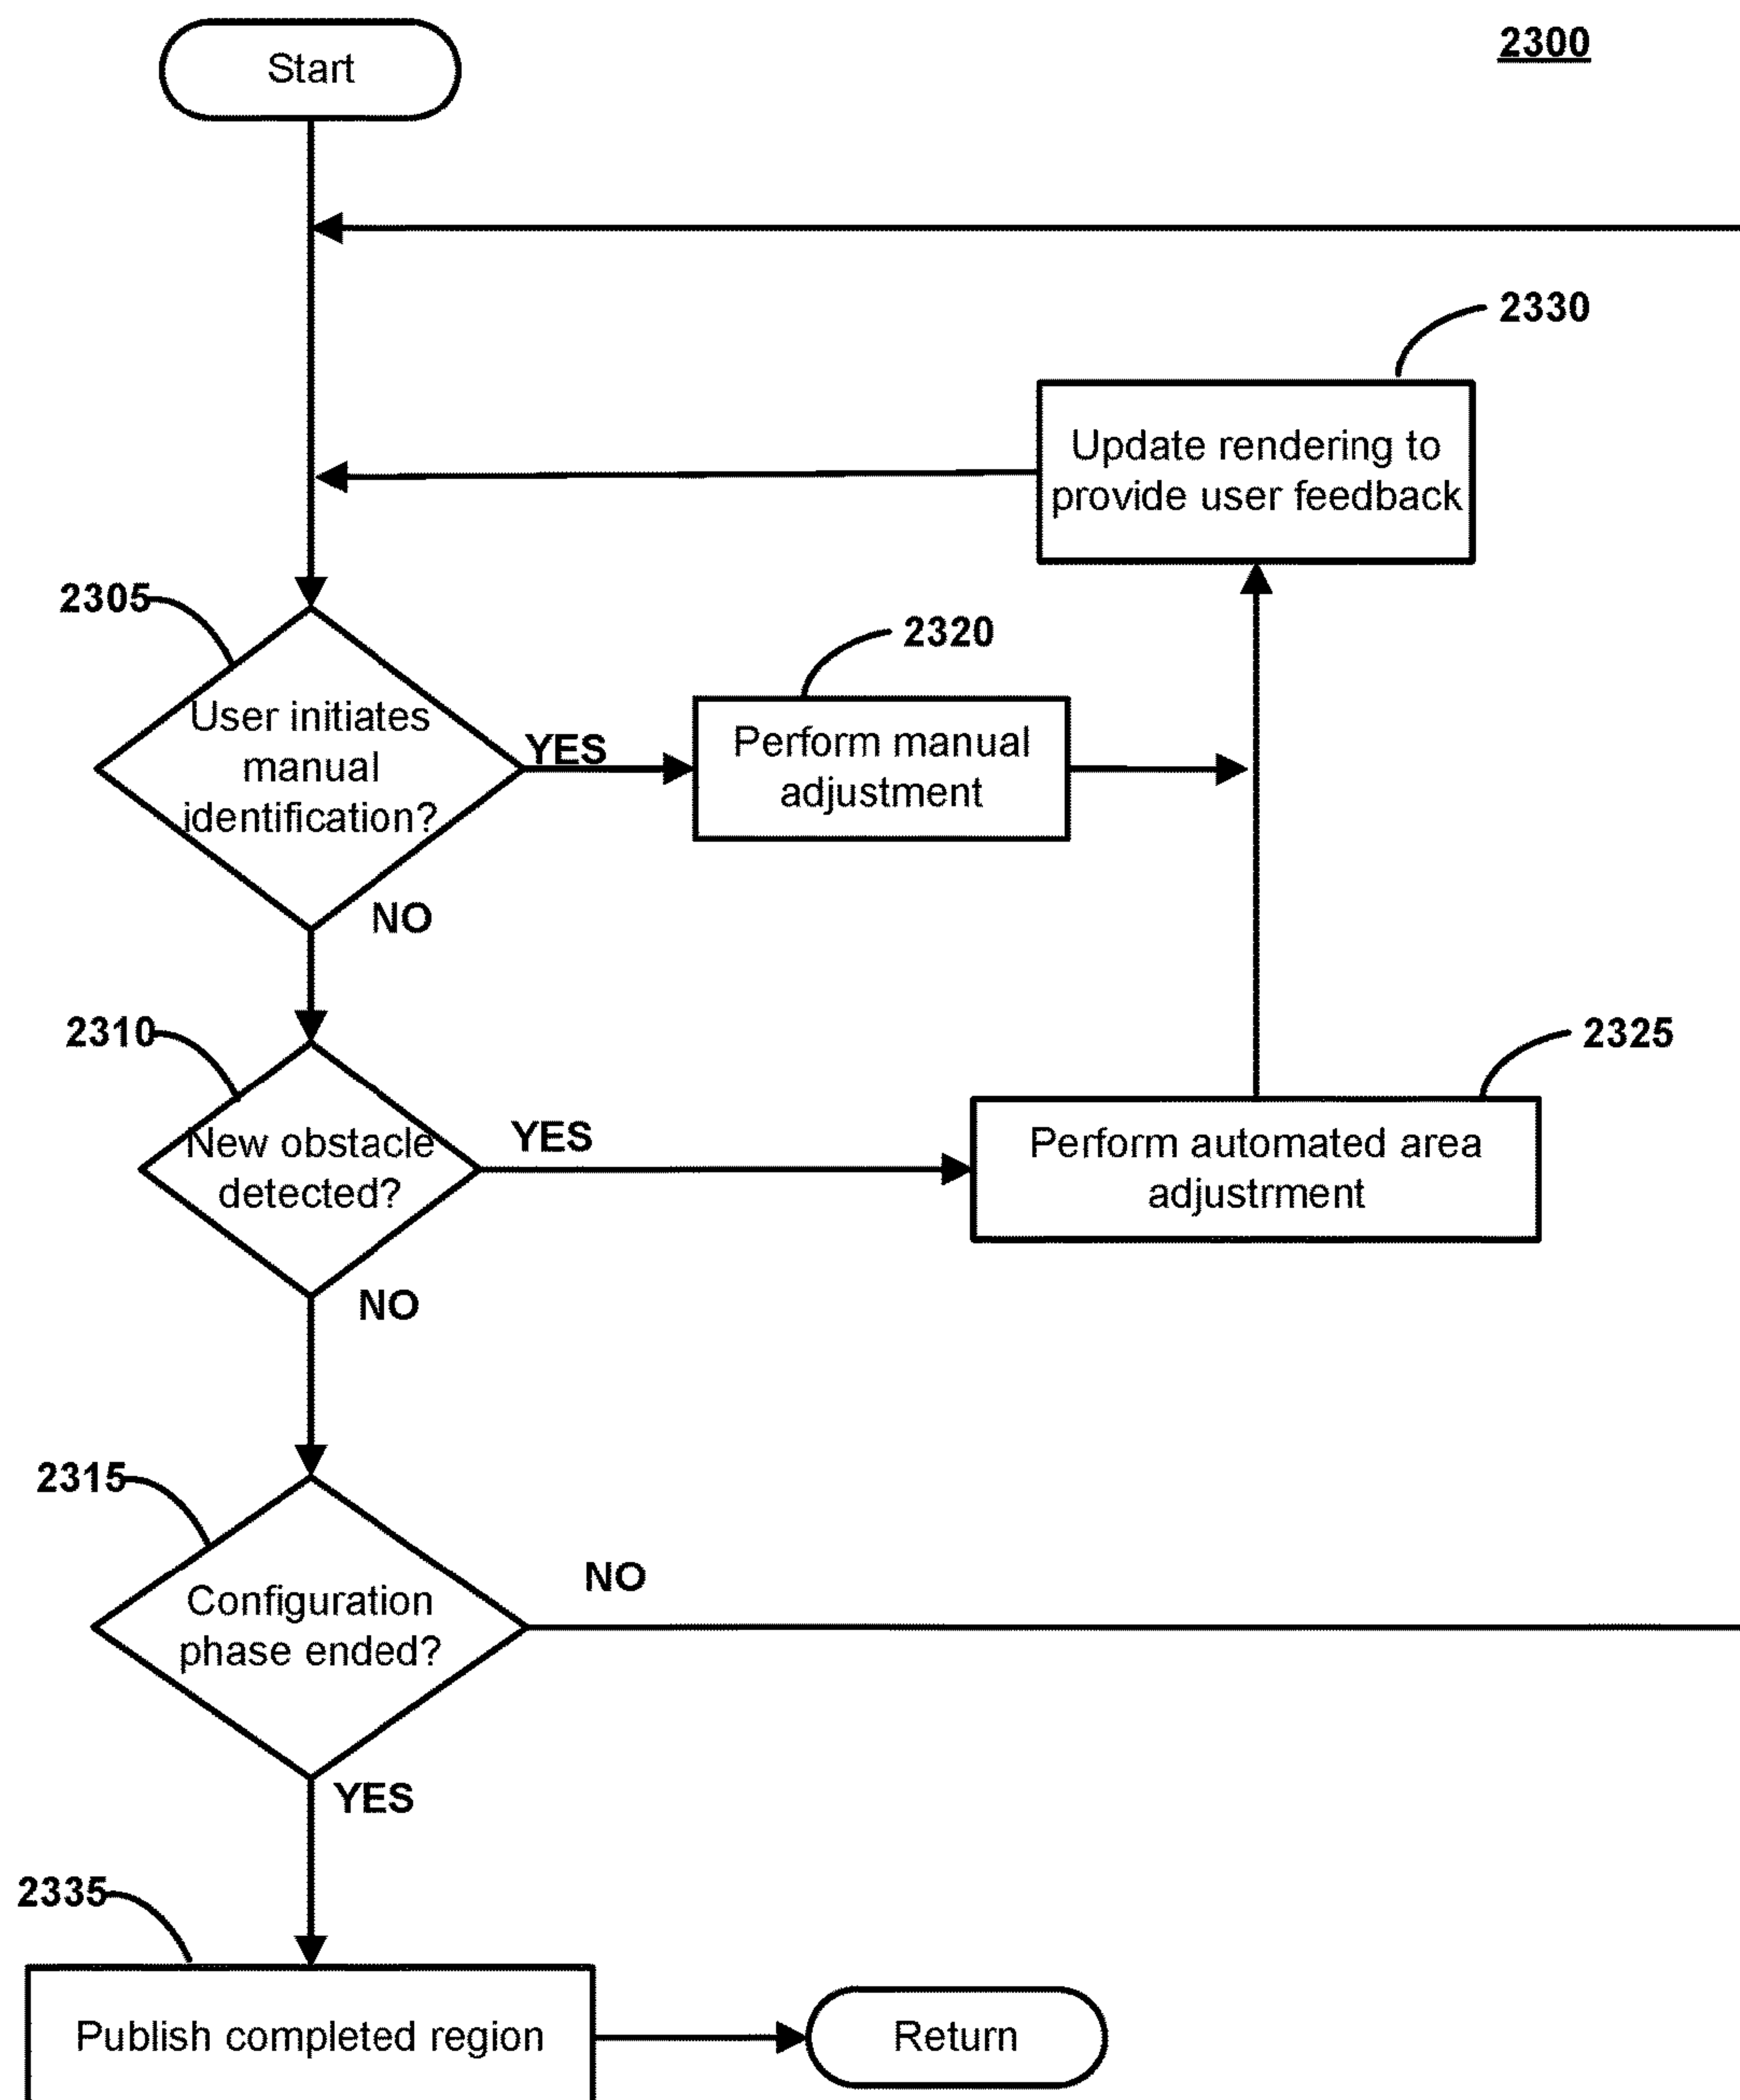 Start
2300
2330
Update rendering to
provide user feedback
2305
2320
User initiates
manual
identification?
YES
Perform manual
adjustment
NO
2310
2325
New obstacle
detected?
YES
Perform automated area
adjustrment
NO
2315
Configuration
phase ended?
NO
YES
2335
Publish completed region
Return